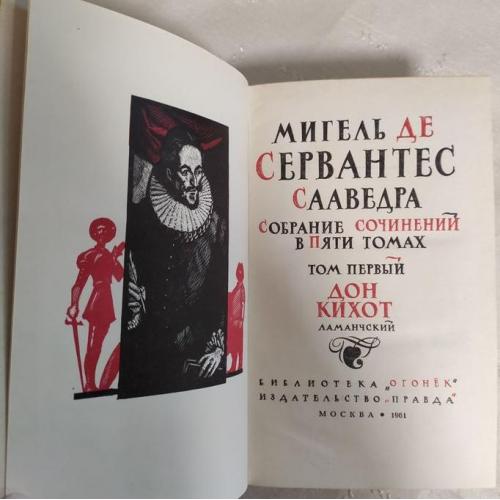 МИГЕЛЬ ДЕ
СЕРВАНТЕС
СААВЕДРА
СОБРАНИЕ СОЧИНЕНИЙ
В ПЯТИ ТОМАХ
ТОМ ПЕРВЫЙ
ДОН
КИХОТ
ЛАМАНЧСКИЙ
БИБЛИОТЕКА „ОГОНЁК“
ИЗДАТЕЛЬСТВО „ПРАВДА“
МОСКВА • 1961